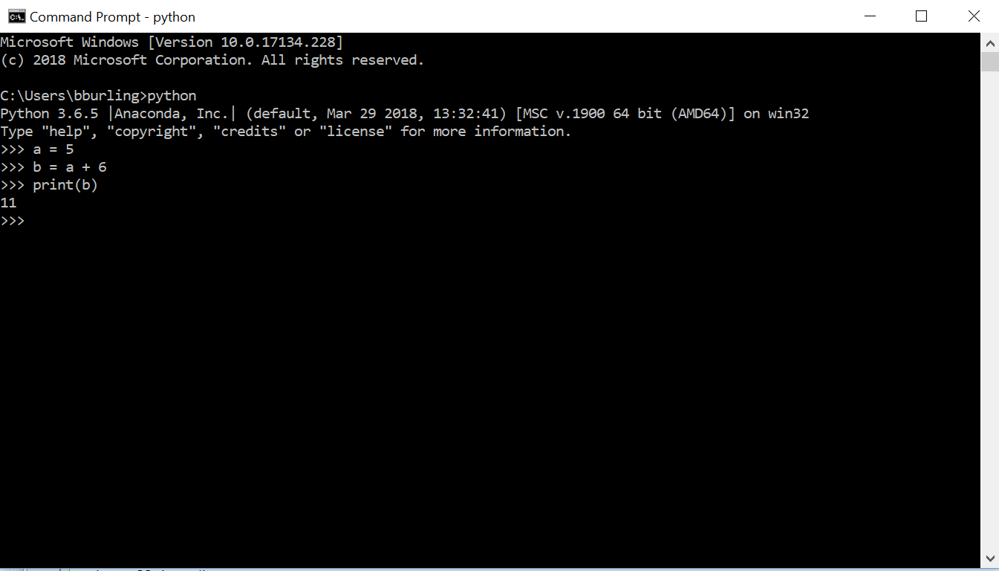 Command Prompt - python
Microsoft Windows [Version 10.0.17134.228]
(c) 2018 Microsoft Corporation. All rights reserved.
C:\Users\bburling>python
Python 3.6.5 |Anaconda, Inc.| (default, Mar 29 2018, 13:32:41) [MSC v.1900 64 bit (AMD64)] on win32
Type "help", "copyright", "credits" or "license" for more information.
>>> a = 5
>>> b = a + 6
>>> print(b)
11
>>>